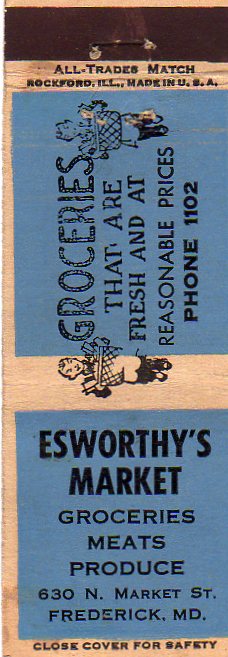 ALL-TRADES MATCH
ROCKFORD, ILL., MADE IN U. S. A.
GROCERIES
THAT ARE
FRESH AND AT
REASONABLE PRICES
PHONE 1102
ESWORTHY'S
MARKET
GROCERIES
MEATS
PRODUCE
630 N. MARKET ST.
FREDERICK, MD.
CLOSE COVER FOR SAFETY